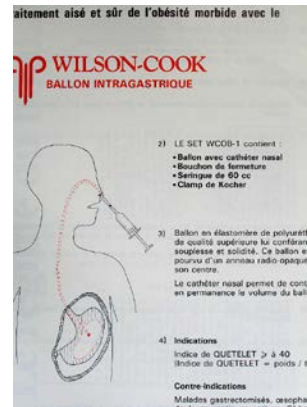 aitement aisé et sûr de l'obésité morbide avec le
WILSON-COOK
BALLON INTRAGASTRIQUE
2) LE SET WCOB-1 contient :
•Ballon avec cathéter nasal
•Bouchon de fermeture
•Seringue de 60 cc
•Clamp de Kocher
3) Ballon en élastomère de polyuréth
de qualité supérieure lui conféran
souplesse et solidité. Ce ballon e
pourvu d'un anneau radio-opaque
son centre.
Le cathéter nasal permet de cont
en permanence le volume du ball
4) Indications
Indice de QUETELET > à 40
(Indice de QUETELET = poids / t
Contre-indications
Malades gastrectomisés, œsopha